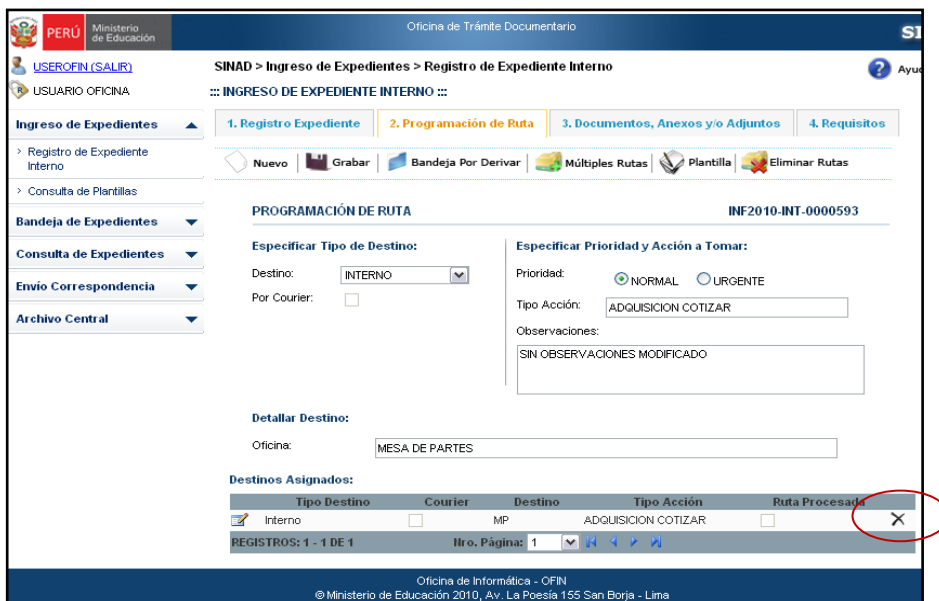 PERÚ
Ministerio
de Educación
Oficina de Trámite Documentario
USEROFIN (SALIR)
USUARIO OFICINA
SINAD > Ingreso de Expedientes > Registro de Expediente Interno
::: INGRESO DE EXPEDIENTE INTERNO :::
Ingreso de Expedientes
> Registro de Expediente
Interno
> Consulta de Plantillas
Bandeja de Expedientes
Consulta de Expedientes
Envío Correspondencia
Archivo Central
1. Registro Expediente 2. Programación de Ruta 3. Documentos, Anexos y/o Adjuntos 4. Requisitos
Nuevo Grabar Bandeja Por Derivar Múltiples Rutas Plantilla Eliminar Rutas
PROGRAMACIÓN DE RUTA INF2010-INT-0000593
Especificar Tipo de Destino:
Destino: INTERNO
Por Courier:
Especificar Prioridad y Acción a Tomar:
Prioridad: NORMAL URGENTE
Tipo Acción: ADQUISICION COTIZAR
Observaciones:
SIN OBSERVACIONES MODIFICADO
Detallar Destino:
Oficina: MESA DE PARTES
Destinos Asignados:
Tipo Destino Courier Destino Tipo Acción Ruta Procesada
Interno MP ADQUISICION COTIZAR
REGISTROS: 1 - 1 DE 1 Nro. Página: 1
Oficina de Informática - OFIN
© Ministerio de Educación 2010, Av. La Poesía 155 San Borja - Lima